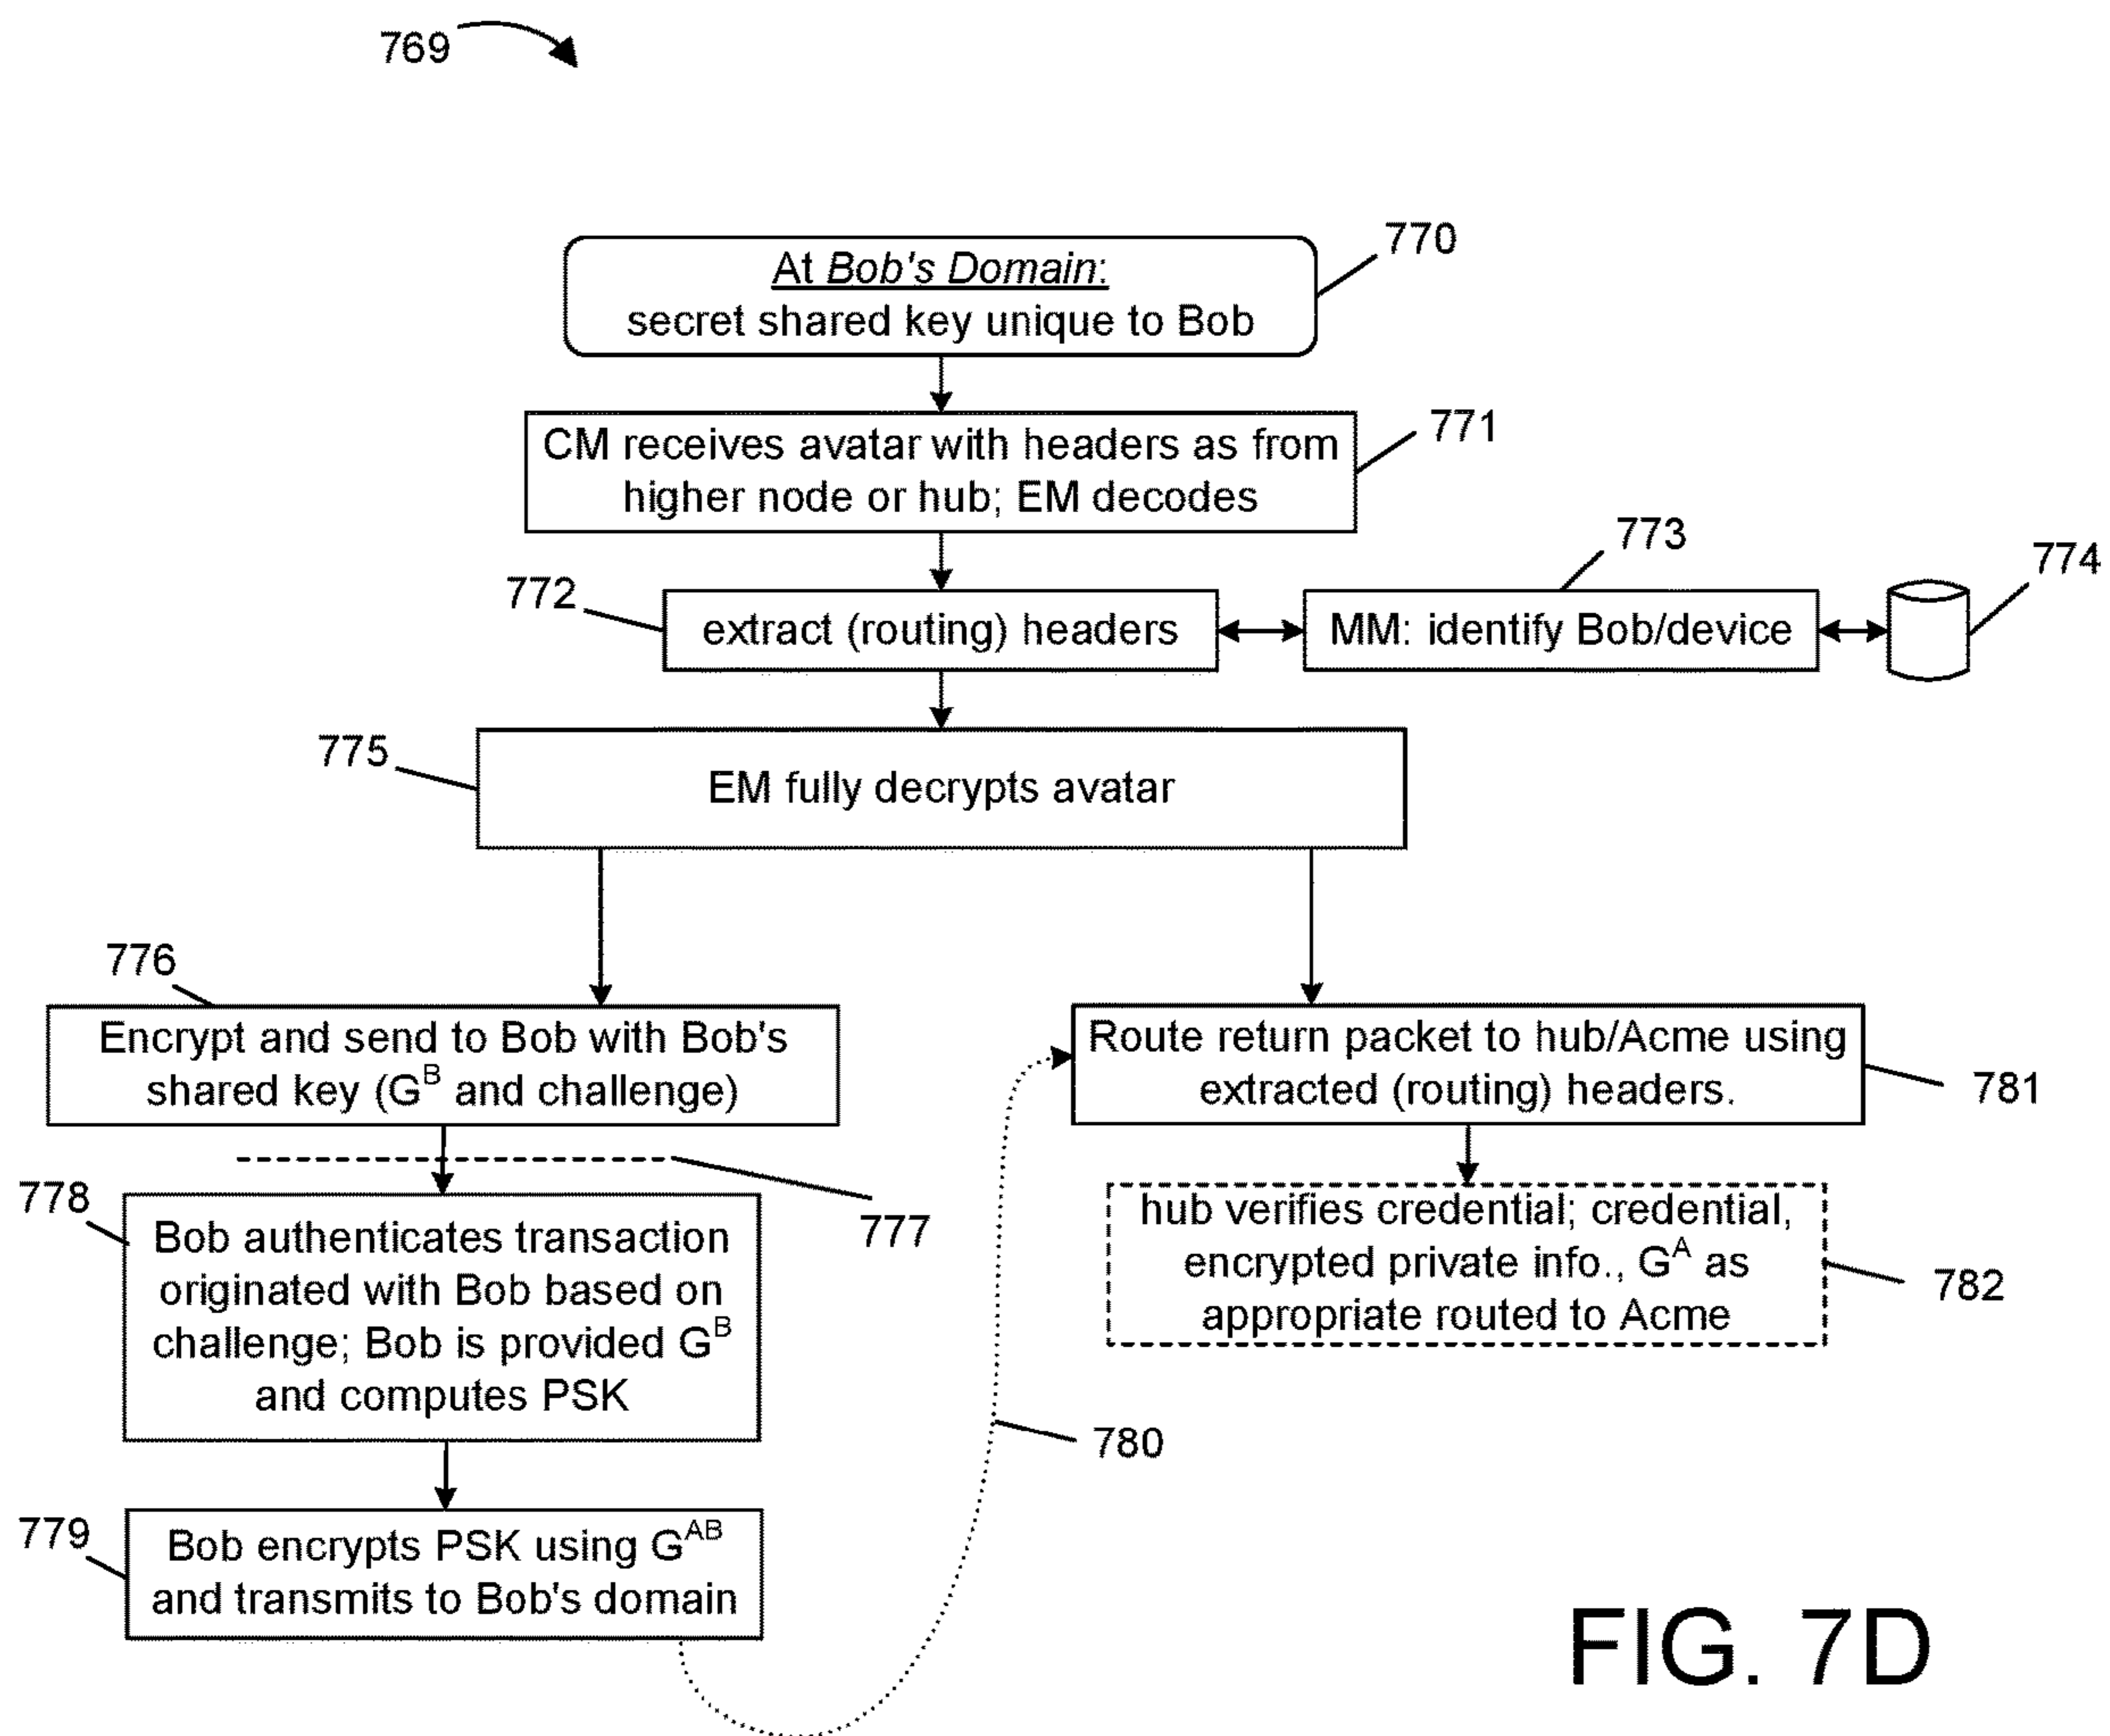 769
770
At Bob's Domain:
secret shared key unique to Bob
771
CM receives avatar with headers as from
higher node or hub; EM decodes
772
extract (routing) headers
773
MM: identify Bob/device
774
775
EM fully decrypts avatar
776
Encrypt and send to Bob with Bob's
shared key (G^B and challenge)
777
778
Bob authenticates transaction
originated with Bob based on
challenge; Bob is provided G^B
and computes PSK
779
Bob encrypts PSK using G^AB
and transmits to Bob's domain
780
Route return packet to hub/Acme using
extracted (routing) headers.
781
hub verifies credential; credential,
encrypted private info., G^A as
appropriate routed to Acme
782
FIG. 7D